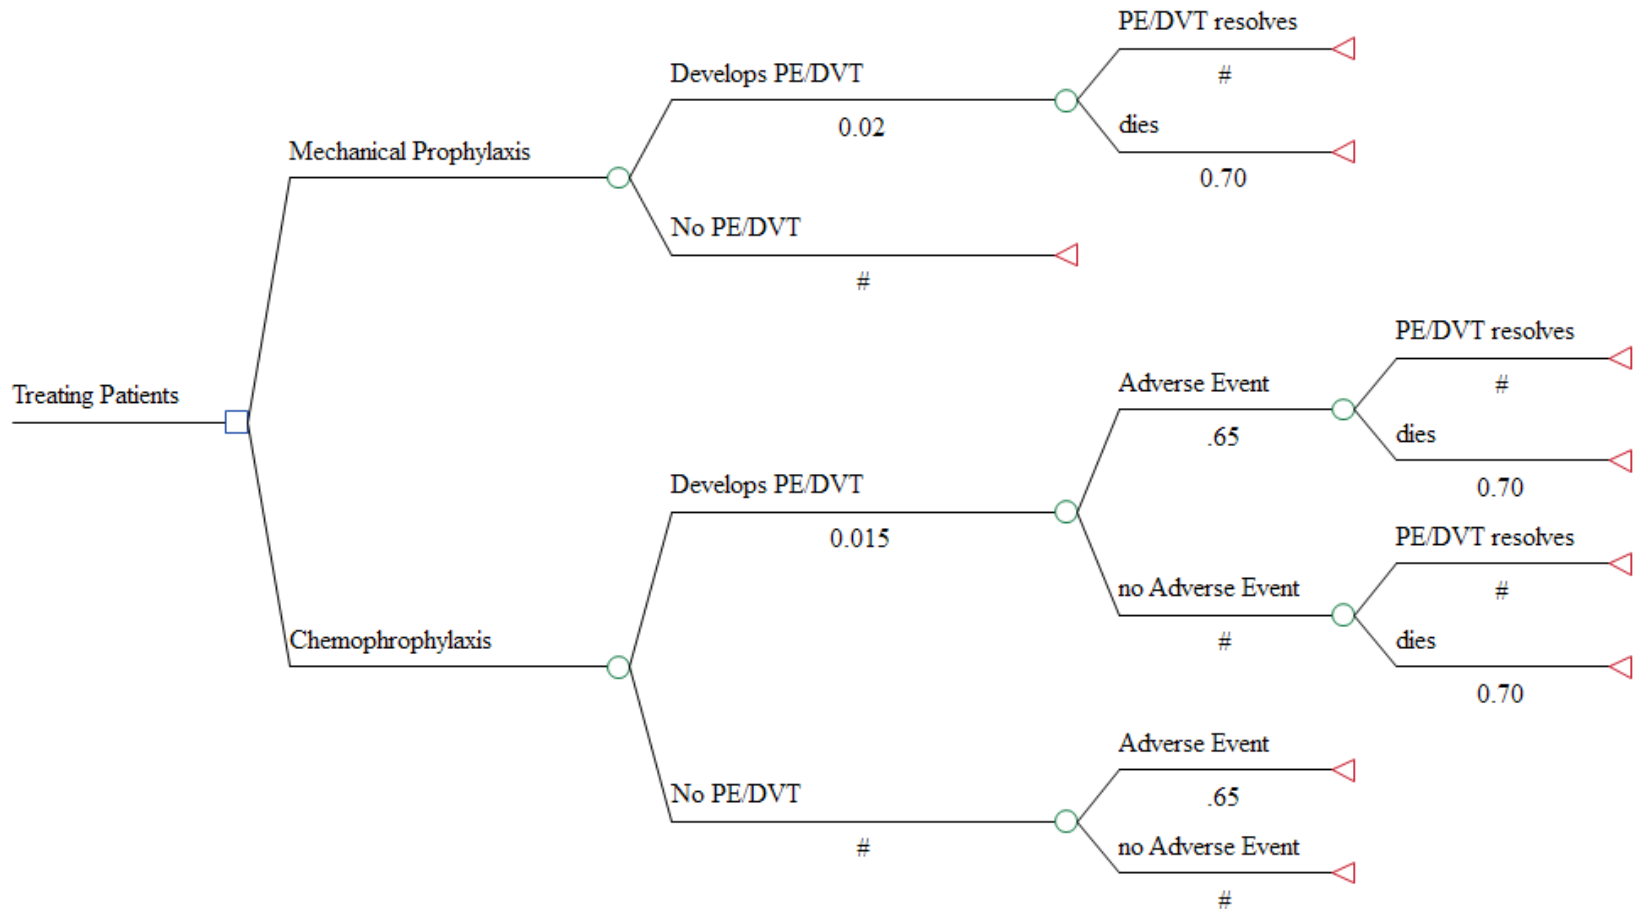 PE/DVT resolves
#
Develops PE/DVT
0.02
dies
0.70
Mechanical Prophylaxis
No PE/DVT
#
Treating Patients
PE/DVT resolves
#
Adverse Event
.65
dies
0.70
Develops PE/DVT
0.015
PE/DVT resolves
#
no Adverse Event
#
dies
0.70
Chemophrophylaxis
Adverse Event
.65
No PE/DVT
#
no Adverse Event
#